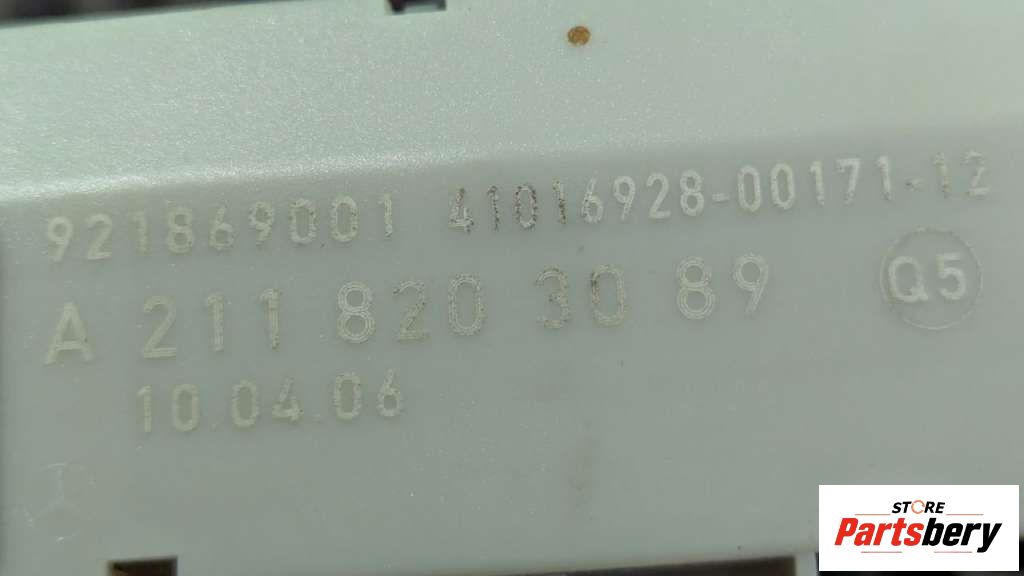 921869001 41016928-00171-12
A 211 820 30 89 Q5
10.04.06
STORE
Partsbery